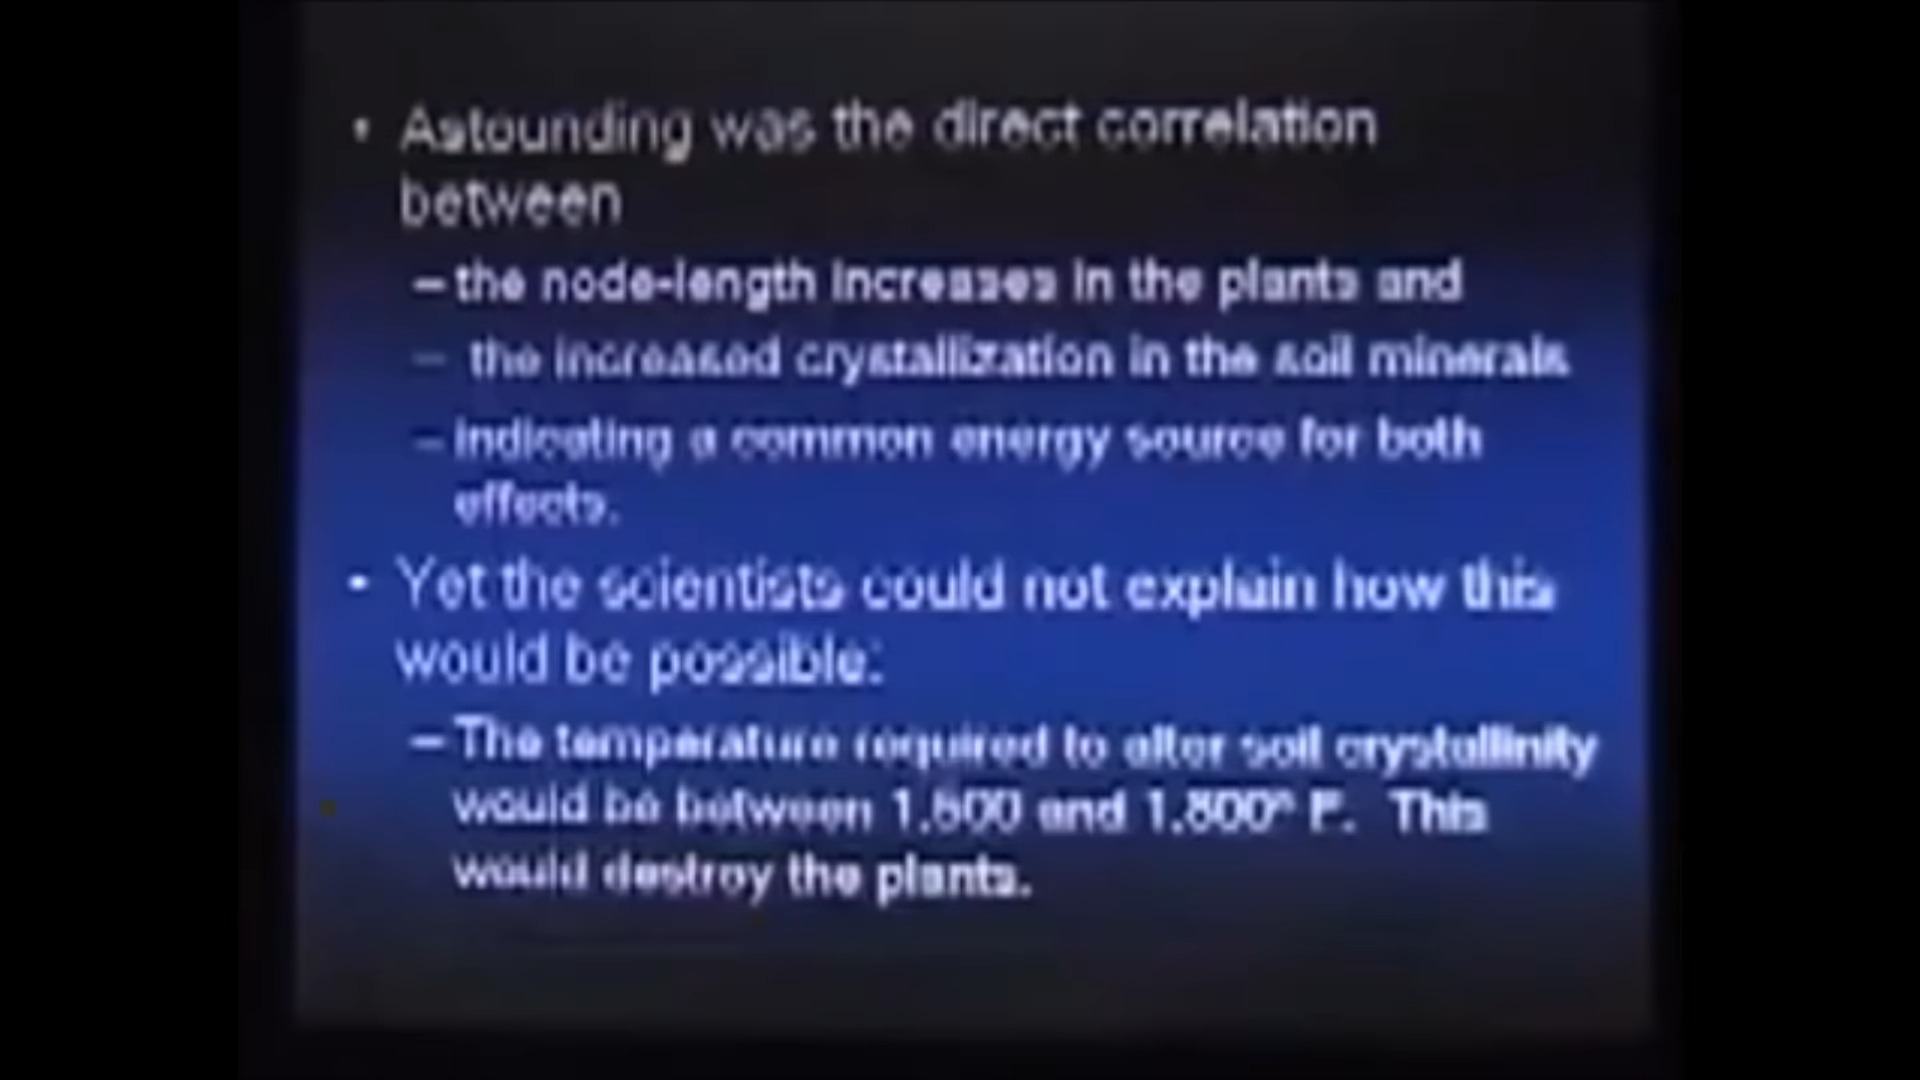 • Astounding was the direct correlation
between
– the node-length increases in the plants and
– the increased crystallization in the soil minerals
– indicating a common energy source for both
effects.
• Yet the scientists could not explain how this
would be possible:
– The temperature required to alter soil crystallinity
would be between 1,500 and 1,800° F. This
would destroy the plants.